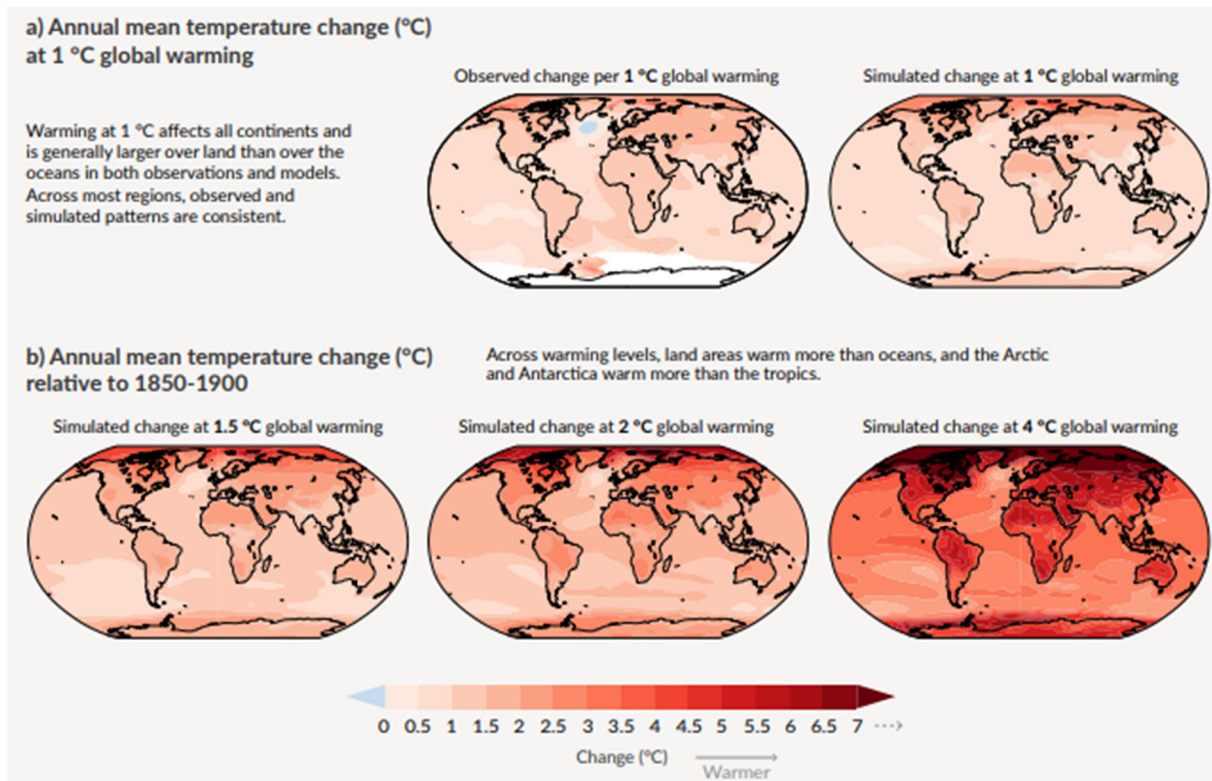 a) Annual mean temperature change (°C)
at 1 °C global warming
Observed change per 1 °C global warming
Simulated change at 1 °C global warming
Warming at 1 °C affects all continents and
is generally larger over land than over the
oceans in both observations and models.
Across most regions, observed and
simulated patterns are consistent.
b) Annual mean temperature change (°C)
relative to 1850-1900
Across warming levels, land areas warm more than oceans, and the Arctic
and Antarctica warm more than the tropics.
Simulated change at 1.5 °C global warming
Simulated change at 2 °C global warming
Simulated change at 4 °C global warming
0 0.5 1 1.5 2 2.5 3 3.5 4 4.5 5 5.5 6 6.5 7
Change (°C)
Warmer